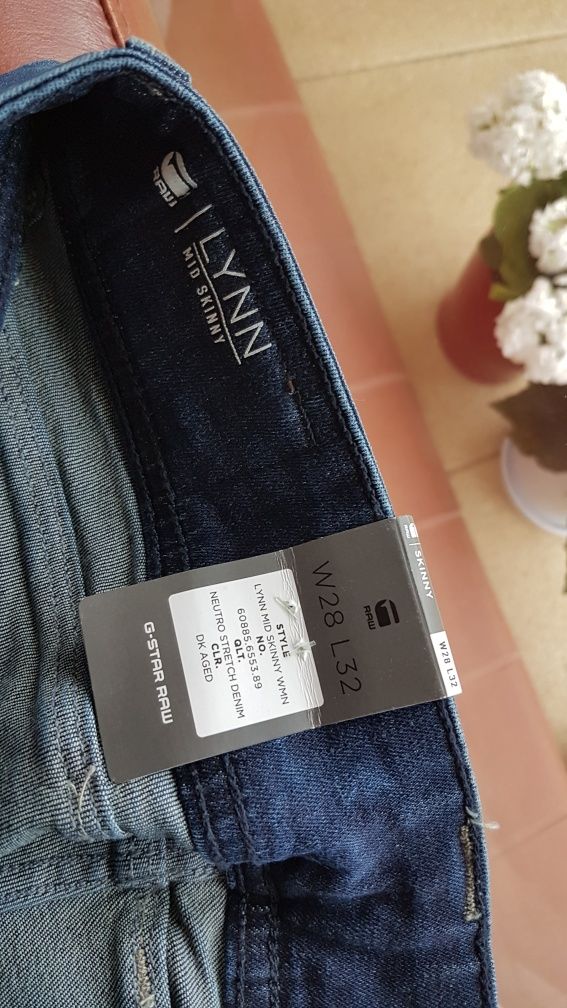 RAW
LYNN
MID SKINNY
RAW
SKINNY
W28 L32
RAW
W28 L32
STYLE
LYNN MID SKINNY WMN
NO.
60885.6553.89
QLT.
NEUTRO STRETCH DENIM
CLR.
DK AGED
G-STAR RAW